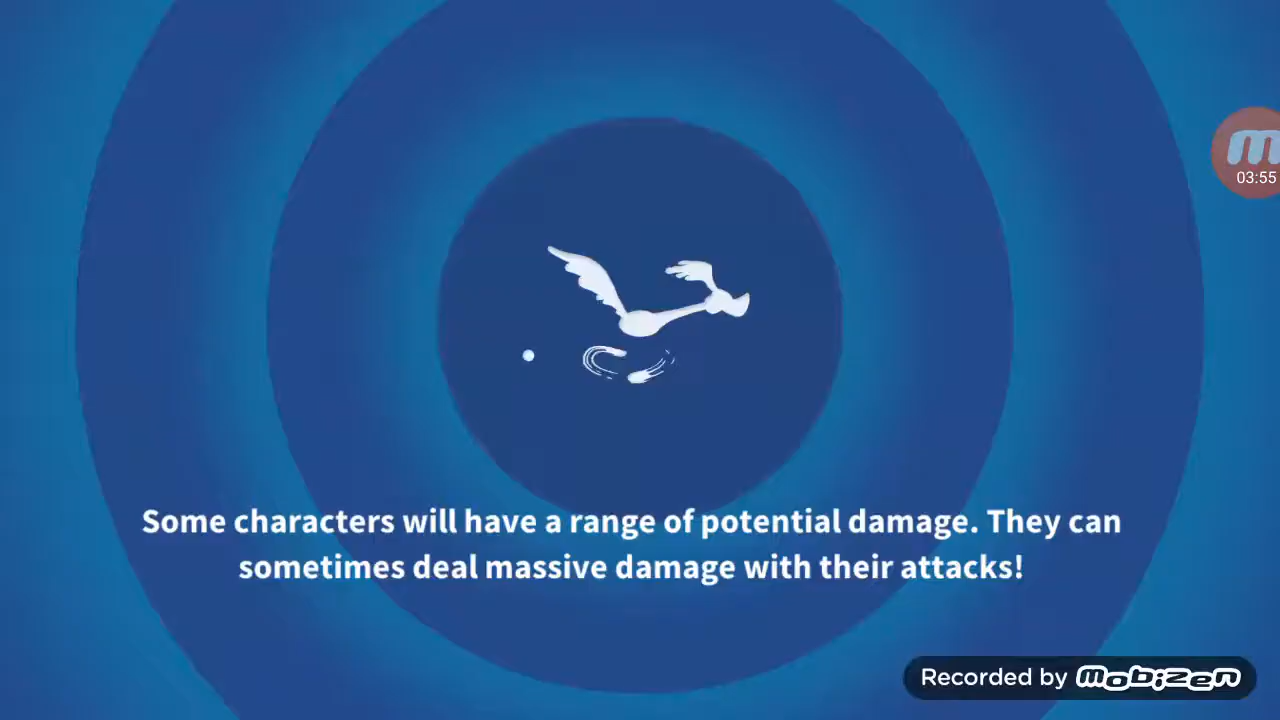 m
03:55
Some characters will have a range of potential damage. They can
sometimes deal massive damage with their attacks!
Recorded by mobizen